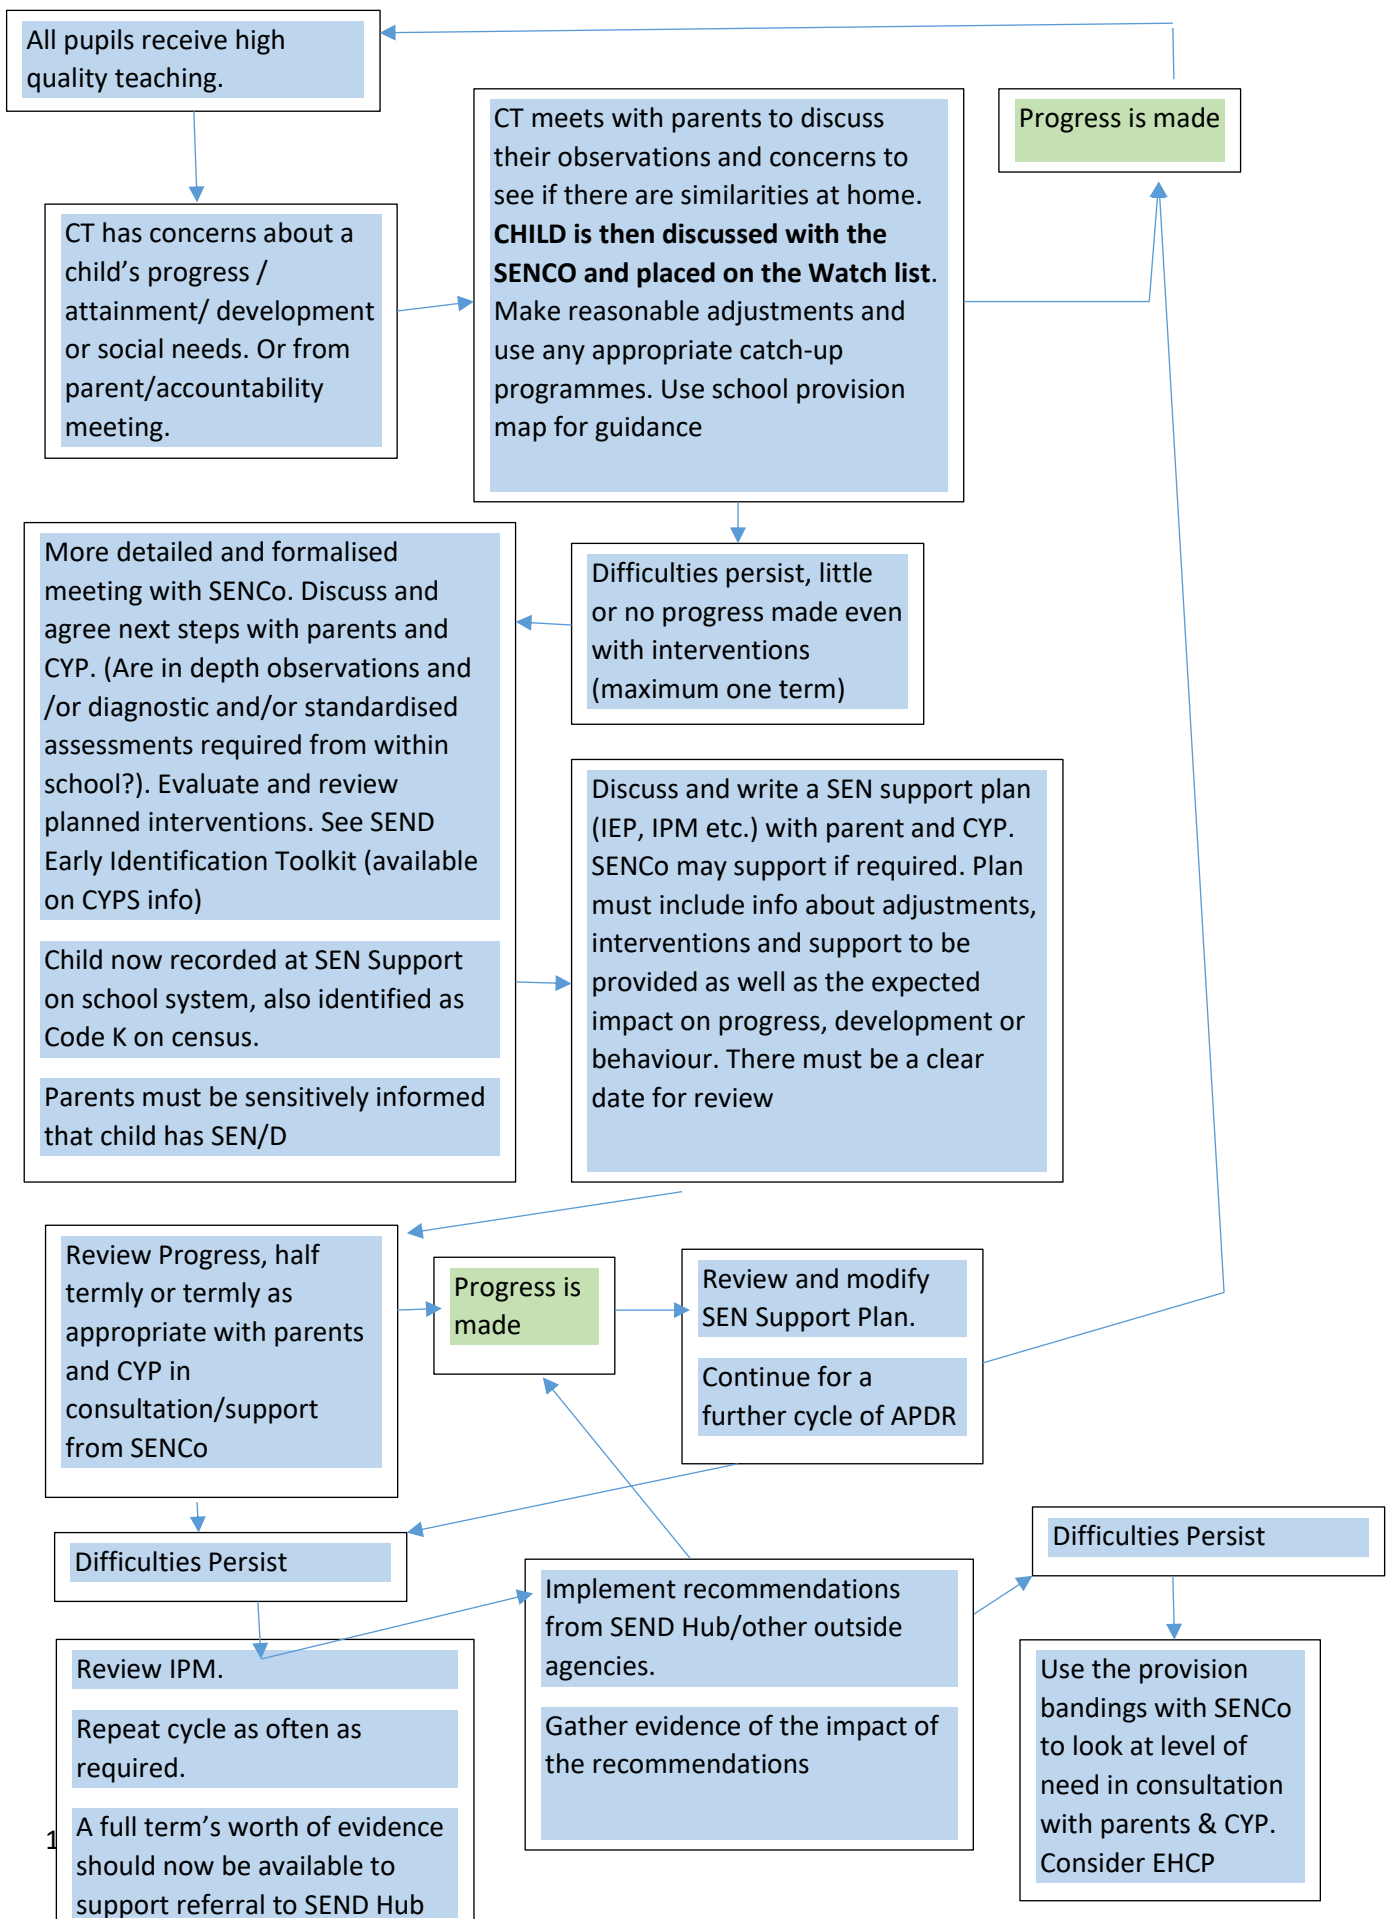 All pupils receive high
quality teaching.
CT has concerns about a
child’s progress /
attainment/ development
or social needs. Or from
parent/accountability
meeting.
CT meets with parents to discuss
their observations and concerns to
see if there are similarities at home.
CHILD is then discussed with the
SENCO and placed on the Watch list.
Make reasonable adjustments and
use any appropriate catch-up
programmes. Use school provision
map for guidance
Progress is made
Difficulties persist, little
or no progress made even
with interventions
(maximum one term)
More detailed and formalised
meeting with SENCo. Discuss and
agree next steps with parents and
CYP. (Are in depth observations and
/or diagnostic and/or standardised
assessments required from within
school?). Evaluate and review
planned interventions. See SEND
Early Identification Toolkit (available
on CYPS info)
Child now recorded at SEN Support
on school system, also identified as
Code K on census.
Parents must be sensitively informed
that child has SEN/D
Discuss and write a SEN support plan
(IEP, IPM etc.) with parent and CYP.
SENCo may support if required. Plan
must include info about adjustments,
interventions and support to be
provided as well as the expected
impact on progress, development or
behaviour. There must be a clear
date for review
Review Progress, half
termly or termly as
appropriate with parents
and CYP in
consultation/support
from SENCo
Progress is
made
Review and modify
SEN Support Plan.
Continue for a
further cycle of APDR
Difficulties Persist
Review IPM.
Repeat cycle as often as
required.
A full term’s worth of evidence
should now be available to
support referral to SEND Hub
1
Implement recommendations
from SEND Hub/other outside
agencies.
Gather evidence of the impact of
the recommendations
Difficulties Persist
Use the provision
bandings with SENCo
to look at level of
need in consultation
with parents & CYP.
Consider EHCP